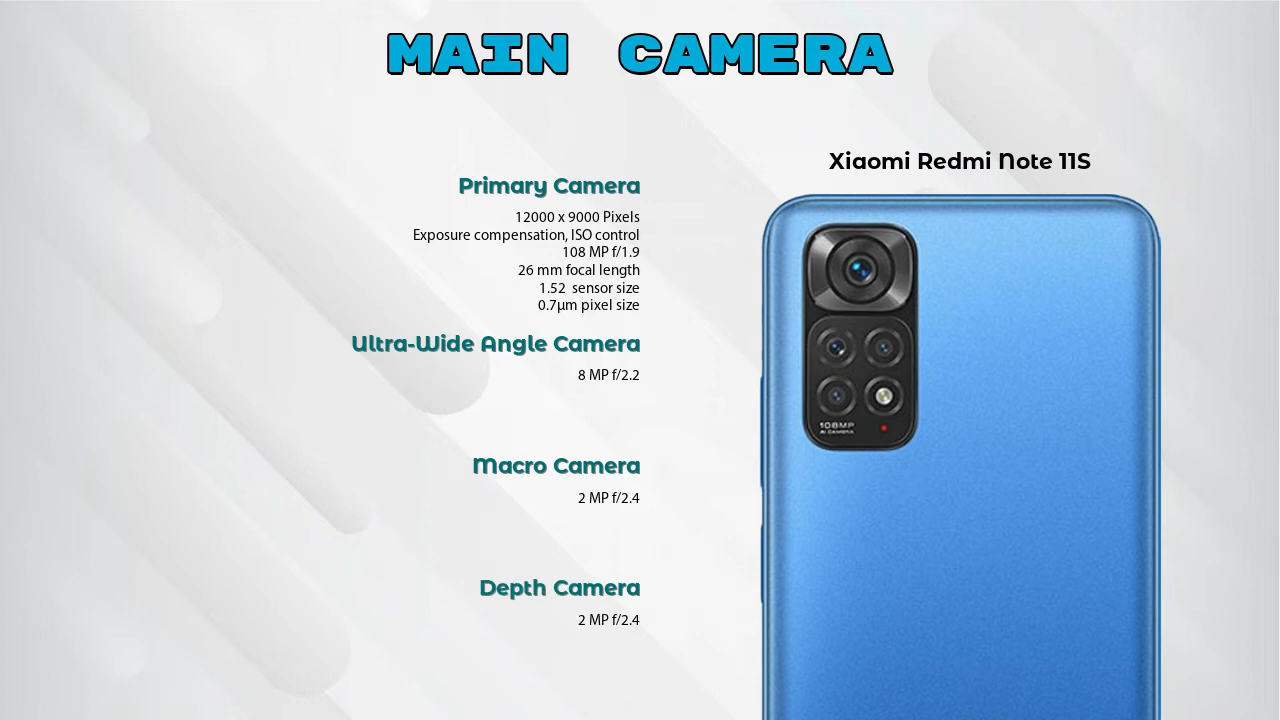 MAIN CAMERA
Xiaomi Redmi Note 11S
Primary Camera
12000 x 9000 Pixels
Exposure compensation, ISO control
108 MP f/1.9
26 mm focal length
1.52  sensor size
0.7µm pixel size
Ultra-Wide Angle Camera
8 MP f/2.2
Macro Camera
2 MP f/2.4
Depth Camera
2 MP f/2.4
108MP
AI CAMERA